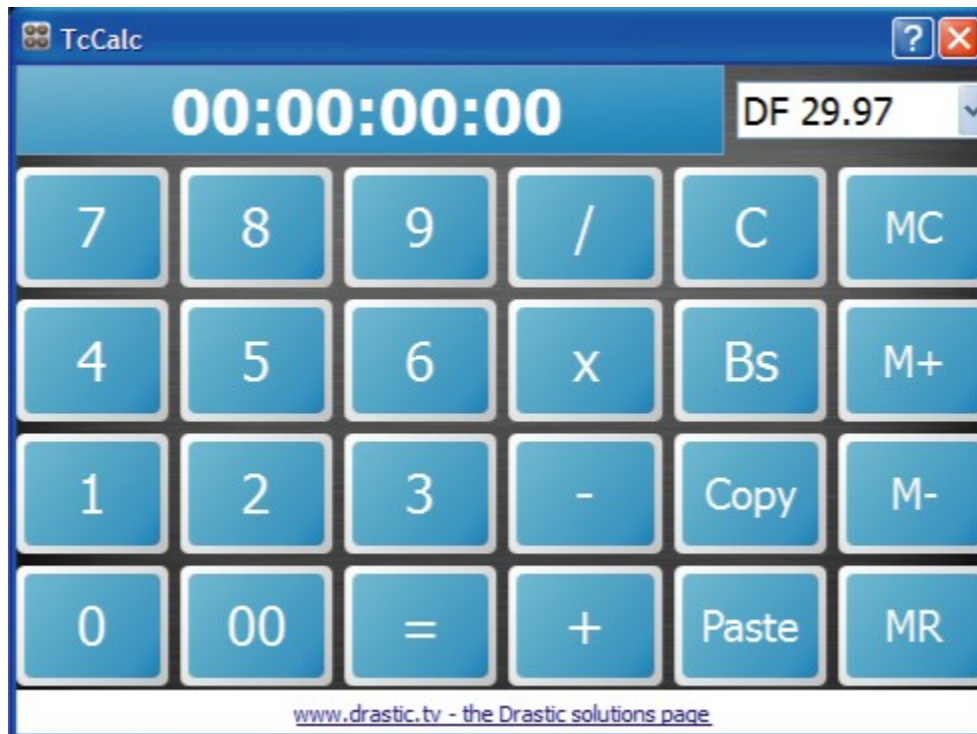 TcCalc ?
00:00:00:00 DF 29.97
7 8 9 / C MC
4 5 6 x Bs M+
1 2 3 - Copy M-
0 00 = + Paste MR
www.drastic.tv - the Drastic solutions page